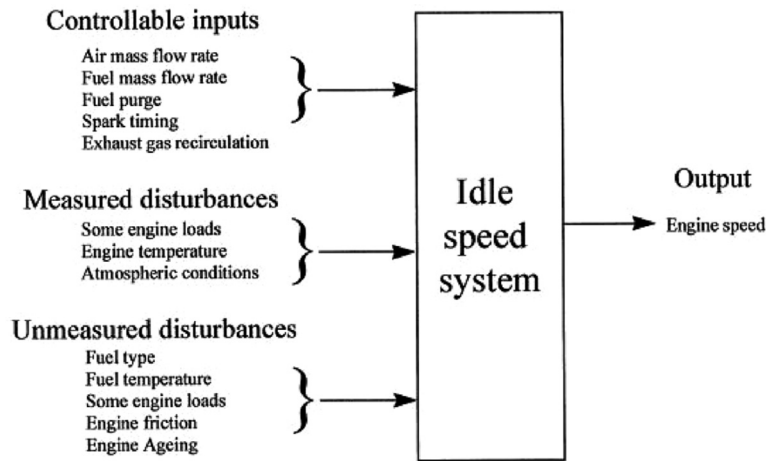 Controllable inputs
Air mass flow rate
Fuel mass flow rate
Fuel purge
Spark timing
Exhaust gas recirculation
Measured disturbances
Some engine loads
Engine temperature
Atmospheric conditions
Unmeasured disturbances
Fuel type
Fuel temperature
Some engine loads
Engine friction
Engine Ageing
Idle
speed
system
Output
Engine speed